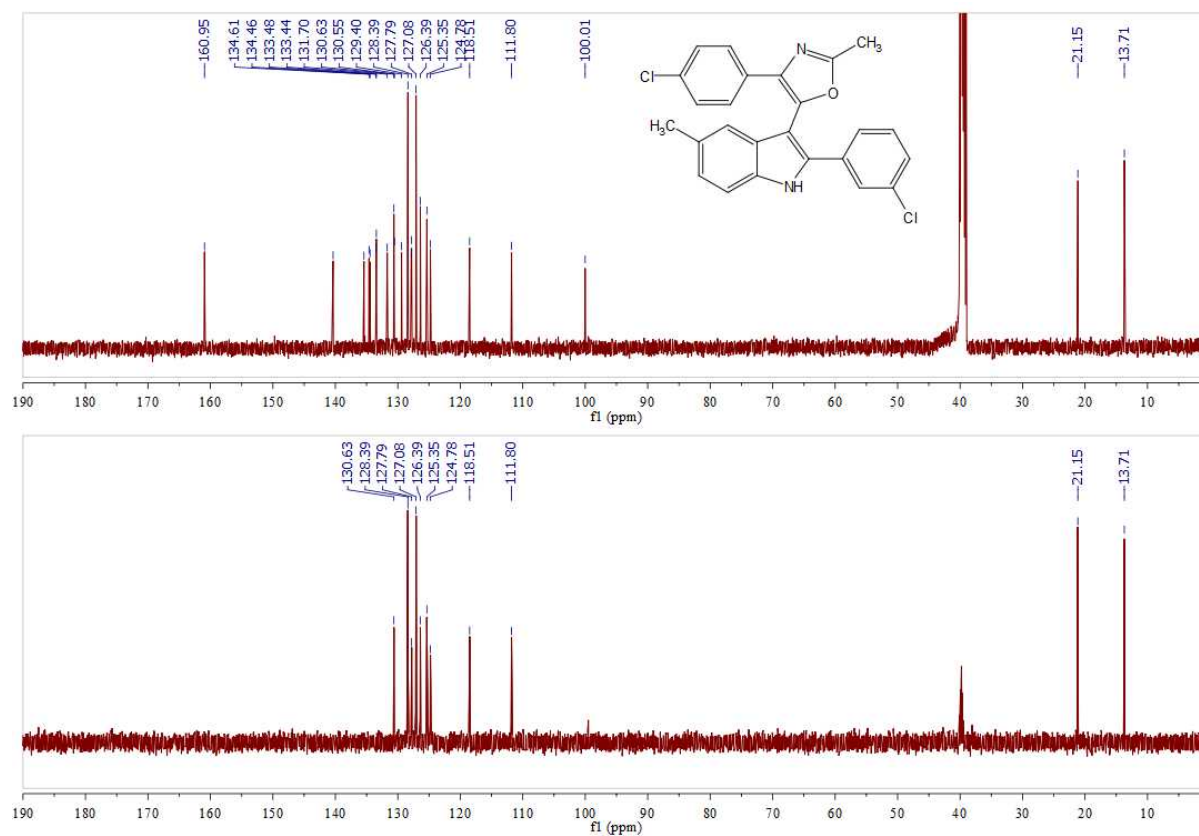 160.95 134.61 134.46 133.48 133.44 131.70 130.63 130.55 129.40 128.39 127.79 127.08 126.39 125.35 124.78 118.51 111.80 100.01 21.15 13.71
N CH₃
Cl O
H₃C
NH
Cl
190 180 170 160 150 140 130 120 110 100 90 80 70 60 50 40 30 20 10
f1 (ppm)
130.63 128.39 127.79 127.08 126.39 125.35 124.78 118.51 111.80 21.15 13.71
190 180 170 160 150 140 130 120 110 100 90 80 70 60 50 40 30 20 10
f1 (ppm)